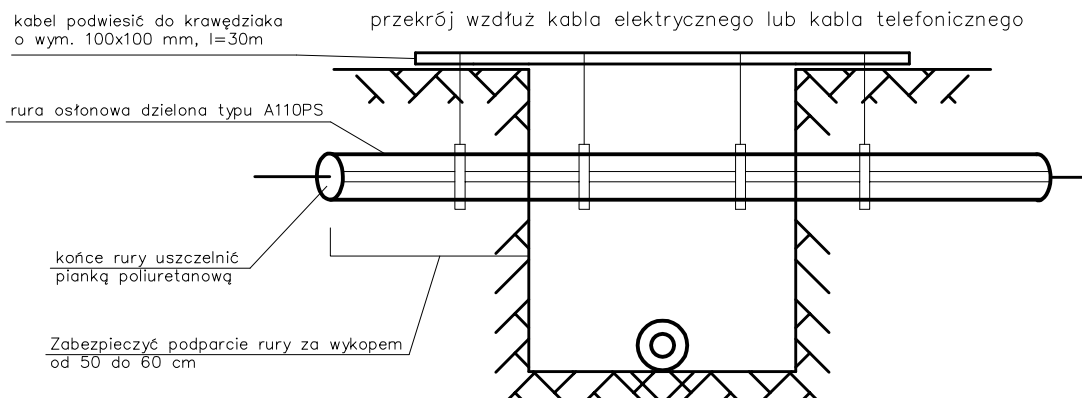 kabel podwiesić do krawędziaka
o wym. 100x100 mm, l=30m
przekrój wzdłuż kabla elektrycznego lub kabla telefonicznego
rura osłonowa dzielona typu A110PS
końce rury uszczelnić
pianką poliuretanową
Zabezpieczyć podparcie rury za wykopem
od 50 do 60 cm